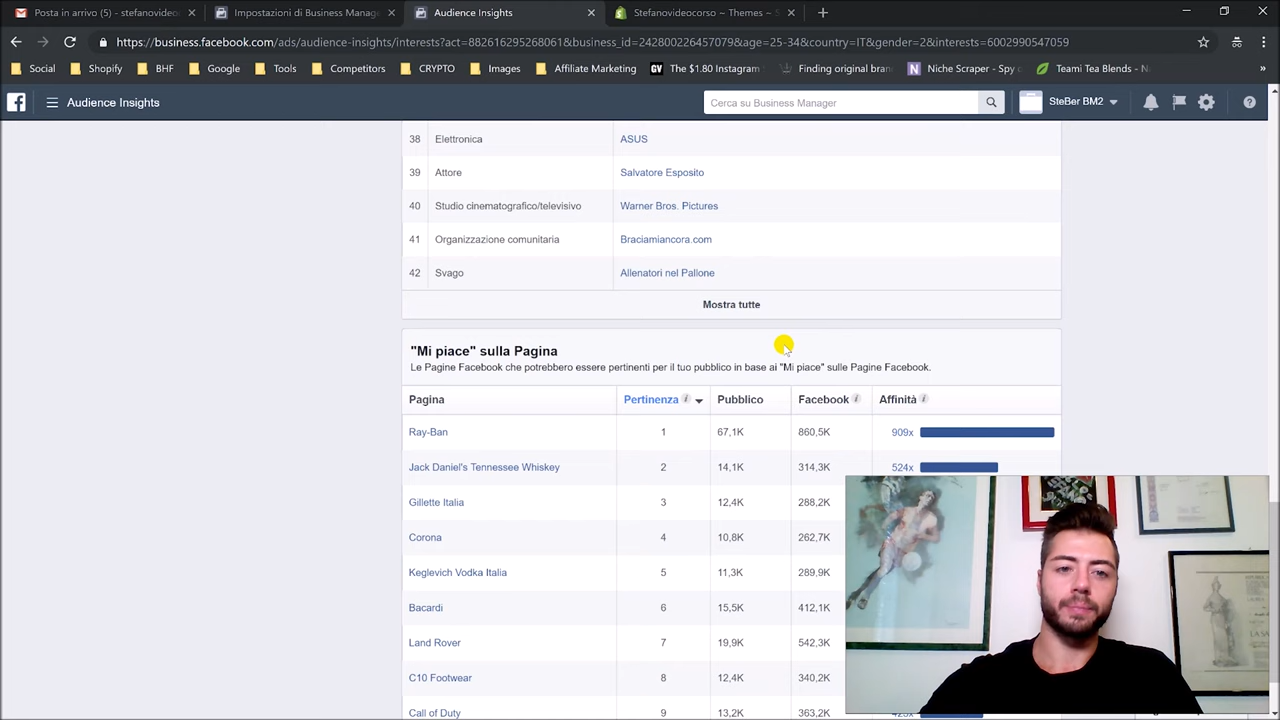 Posta in arrivo (5) - stefanovideo
Impostazioni di Business Manage
Audience Insights
Stefanovideocorso ~ Themes ~ S
https://business.facebook.com/ads/audience-insights/interests?act=882616295268061&business_id=242800226457079&age=25-34&country=IT&gender=2&interests=6002990547059
Social Shopify BHF Google Tools Competitors CRYPTO Images Affiliate Marketing GV The $1.80 Instagram Finding original bran N Niche Scraper - Spy Teami Tea Blends - »
Audience Insights
Cerca su Business Manager
SteBer BM2
38 Elettronica ASUS
39 Attore Salvatore Esposito
40 Studio cinematografico/televisivo Warner Bros. Pictures
41 Organizzazione comunitaria Braciamiancora.com
42 Svago Allenatori nel Pallone
Mostra tutte
"Mi piace" sulla Pagina
Le Pagine Facebook che potrebbero essere pertinenti per il tuo pubblico in base ai "Mi piace" sulle Pagine Facebook.
Pagina Pertinenza Pubblico Facebook Affinità
Ray-Ban 1 67,1K 860,5K 909x
Jack Daniel's Tennessee Whiskey 2 14,1K 314,3K 524x
Gillette Italia 3 12,4K 288,2K
Corona 4 10,8K 262,7K
Keglevich Vodka Italia 5 11,3K 289,9K
Bacardi 6 15,5K 412,1K
Land Rover 7 19,9K 542,3K
C10 Footwear 8 12,4K 340,2K
Call of Duty 9 13,2K 363,2K